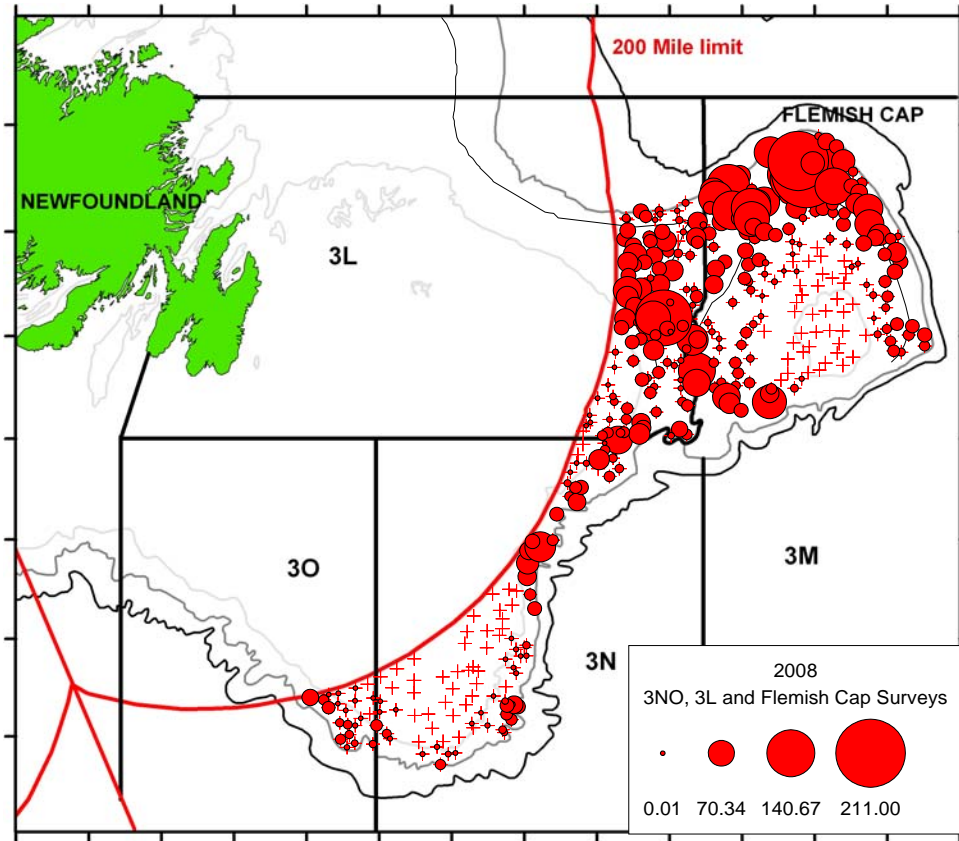 200 Mile limit
FLEMISH CAP
NEWFOUNDLAND
3L
3O
3M
3N
2008
3NO, 3L and Flemish Cap Surveys
0.01 70.34 140.67 211.00